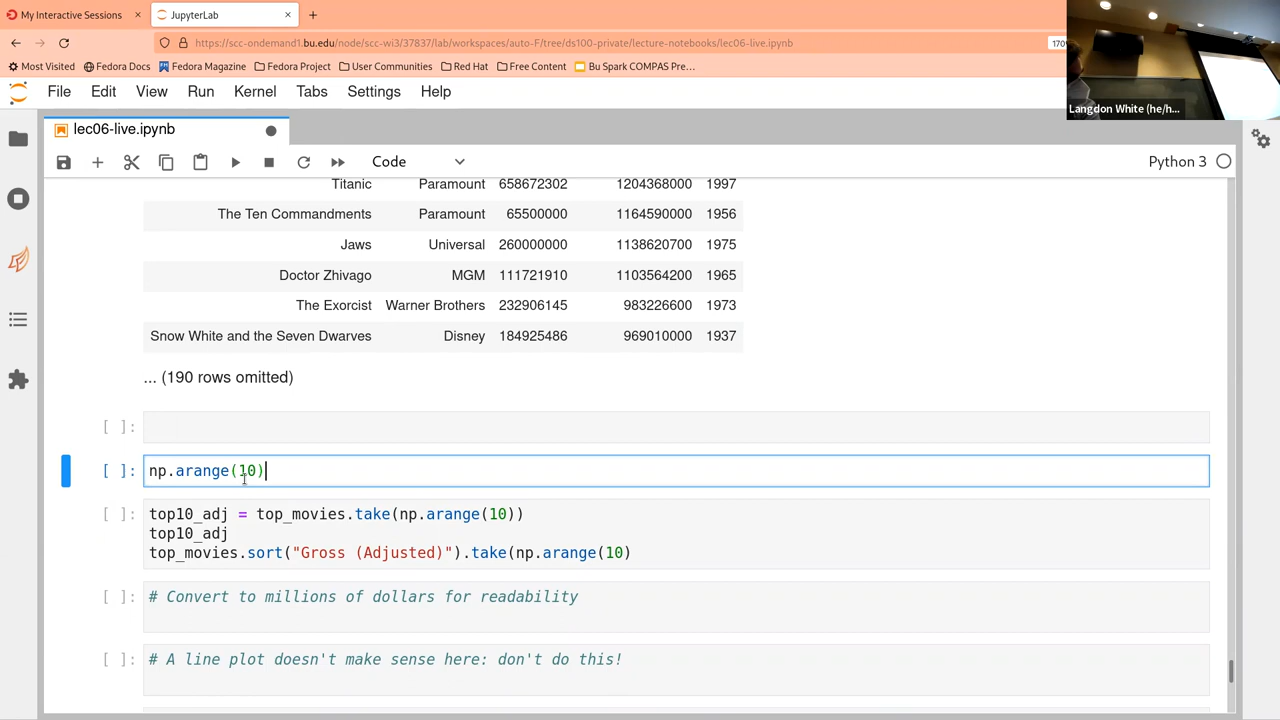 My Interactive Sessions
JupyterLab
https://scc-ondemand1.bu.edu/node/scc-wi3/37837/lab/workspaces/auto-F/tree/ds100-private/lecture-notebooks/lec06-live.ipynb
170
Most Visited
Fedora Docs
Fedora Magazine
Fedora Project
User Communities
Red Hat
Free Content
Bu Spark COMPAS Pre…
Langdon White (he/h...
File Edit View Run Kernel Tabs Settings Help
lec06-live.ipynb
Code
Python 3
Titanic Paramount 658672302 1204368000 1997
The Ten Commandments Paramount 65500000 1164590000 1956
Jaws Universal 260000000 1138620700 1975
Doctor Zhivago MGM 111721910 1103564200 1965
The Exorcist Warner Brothers 232906145 983226600 1973
Snow White and the Seven Dwarves Disney 184925486 969010000 1937
... (190 rows omitted)
[ ]:
[ ]: np.arange(10)
[ ]: top10_adj = top_movies.take(np.arange(10))
top10_adj
top_movies.sort("Gross (Adjusted)").take(np.arange(10)
[ ]: # Convert to millions of dollars for readability
[ ]: # A line plot doesn't make sense here: don't do this!